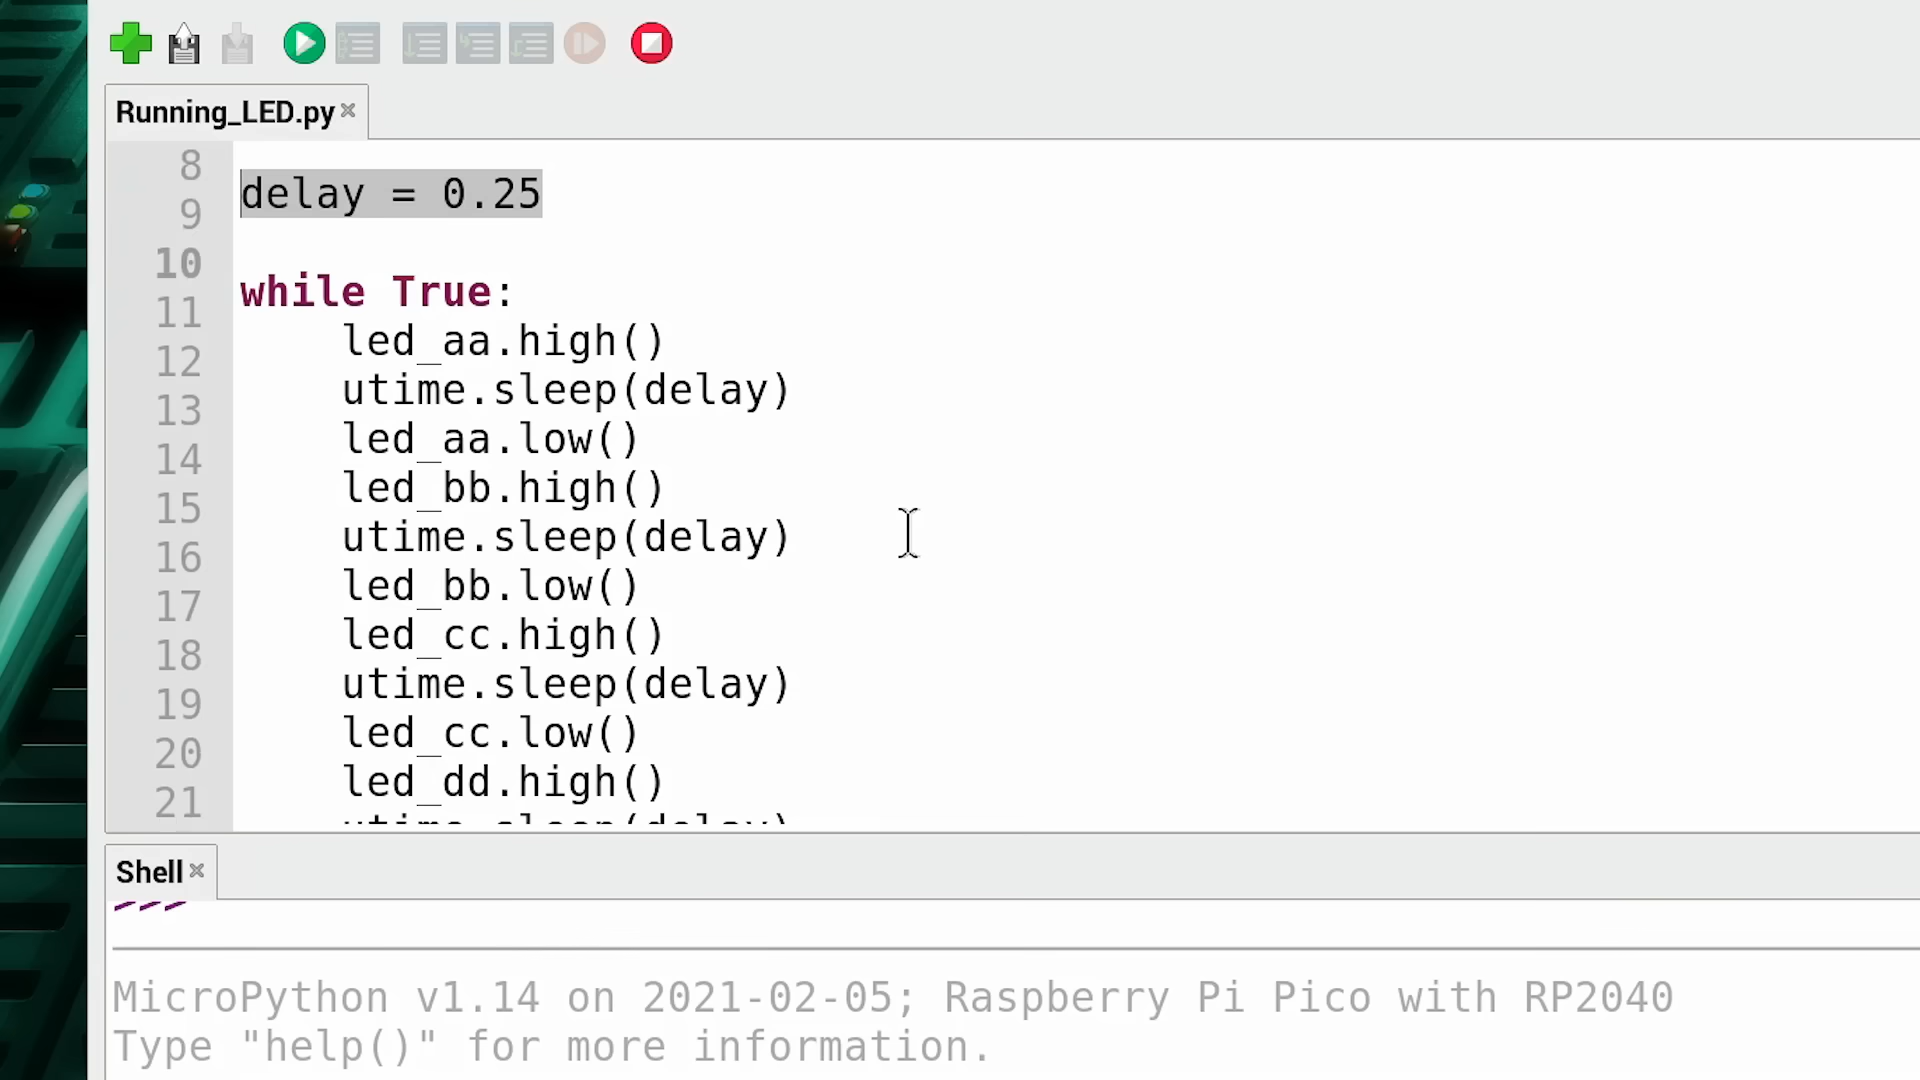 Running_LED.py
8
9
10
11
12
13
14
15
16
17
18
19
20
21
delay = 0.25
while True:
led_aa.high()
utime.sleep(delay)
led_aa.low()
led_bb.high()
utime.sleep(delay)
led_bb.low()
led_cc.high()
utime.sleep(delay)
led_cc.low()
led_dd.high()
utime.sleep(delay)
Shell
MicroPython v1.14 on 2021-02-05; Raspberry Pi Pico with RP2040
Type "help()" for more information.